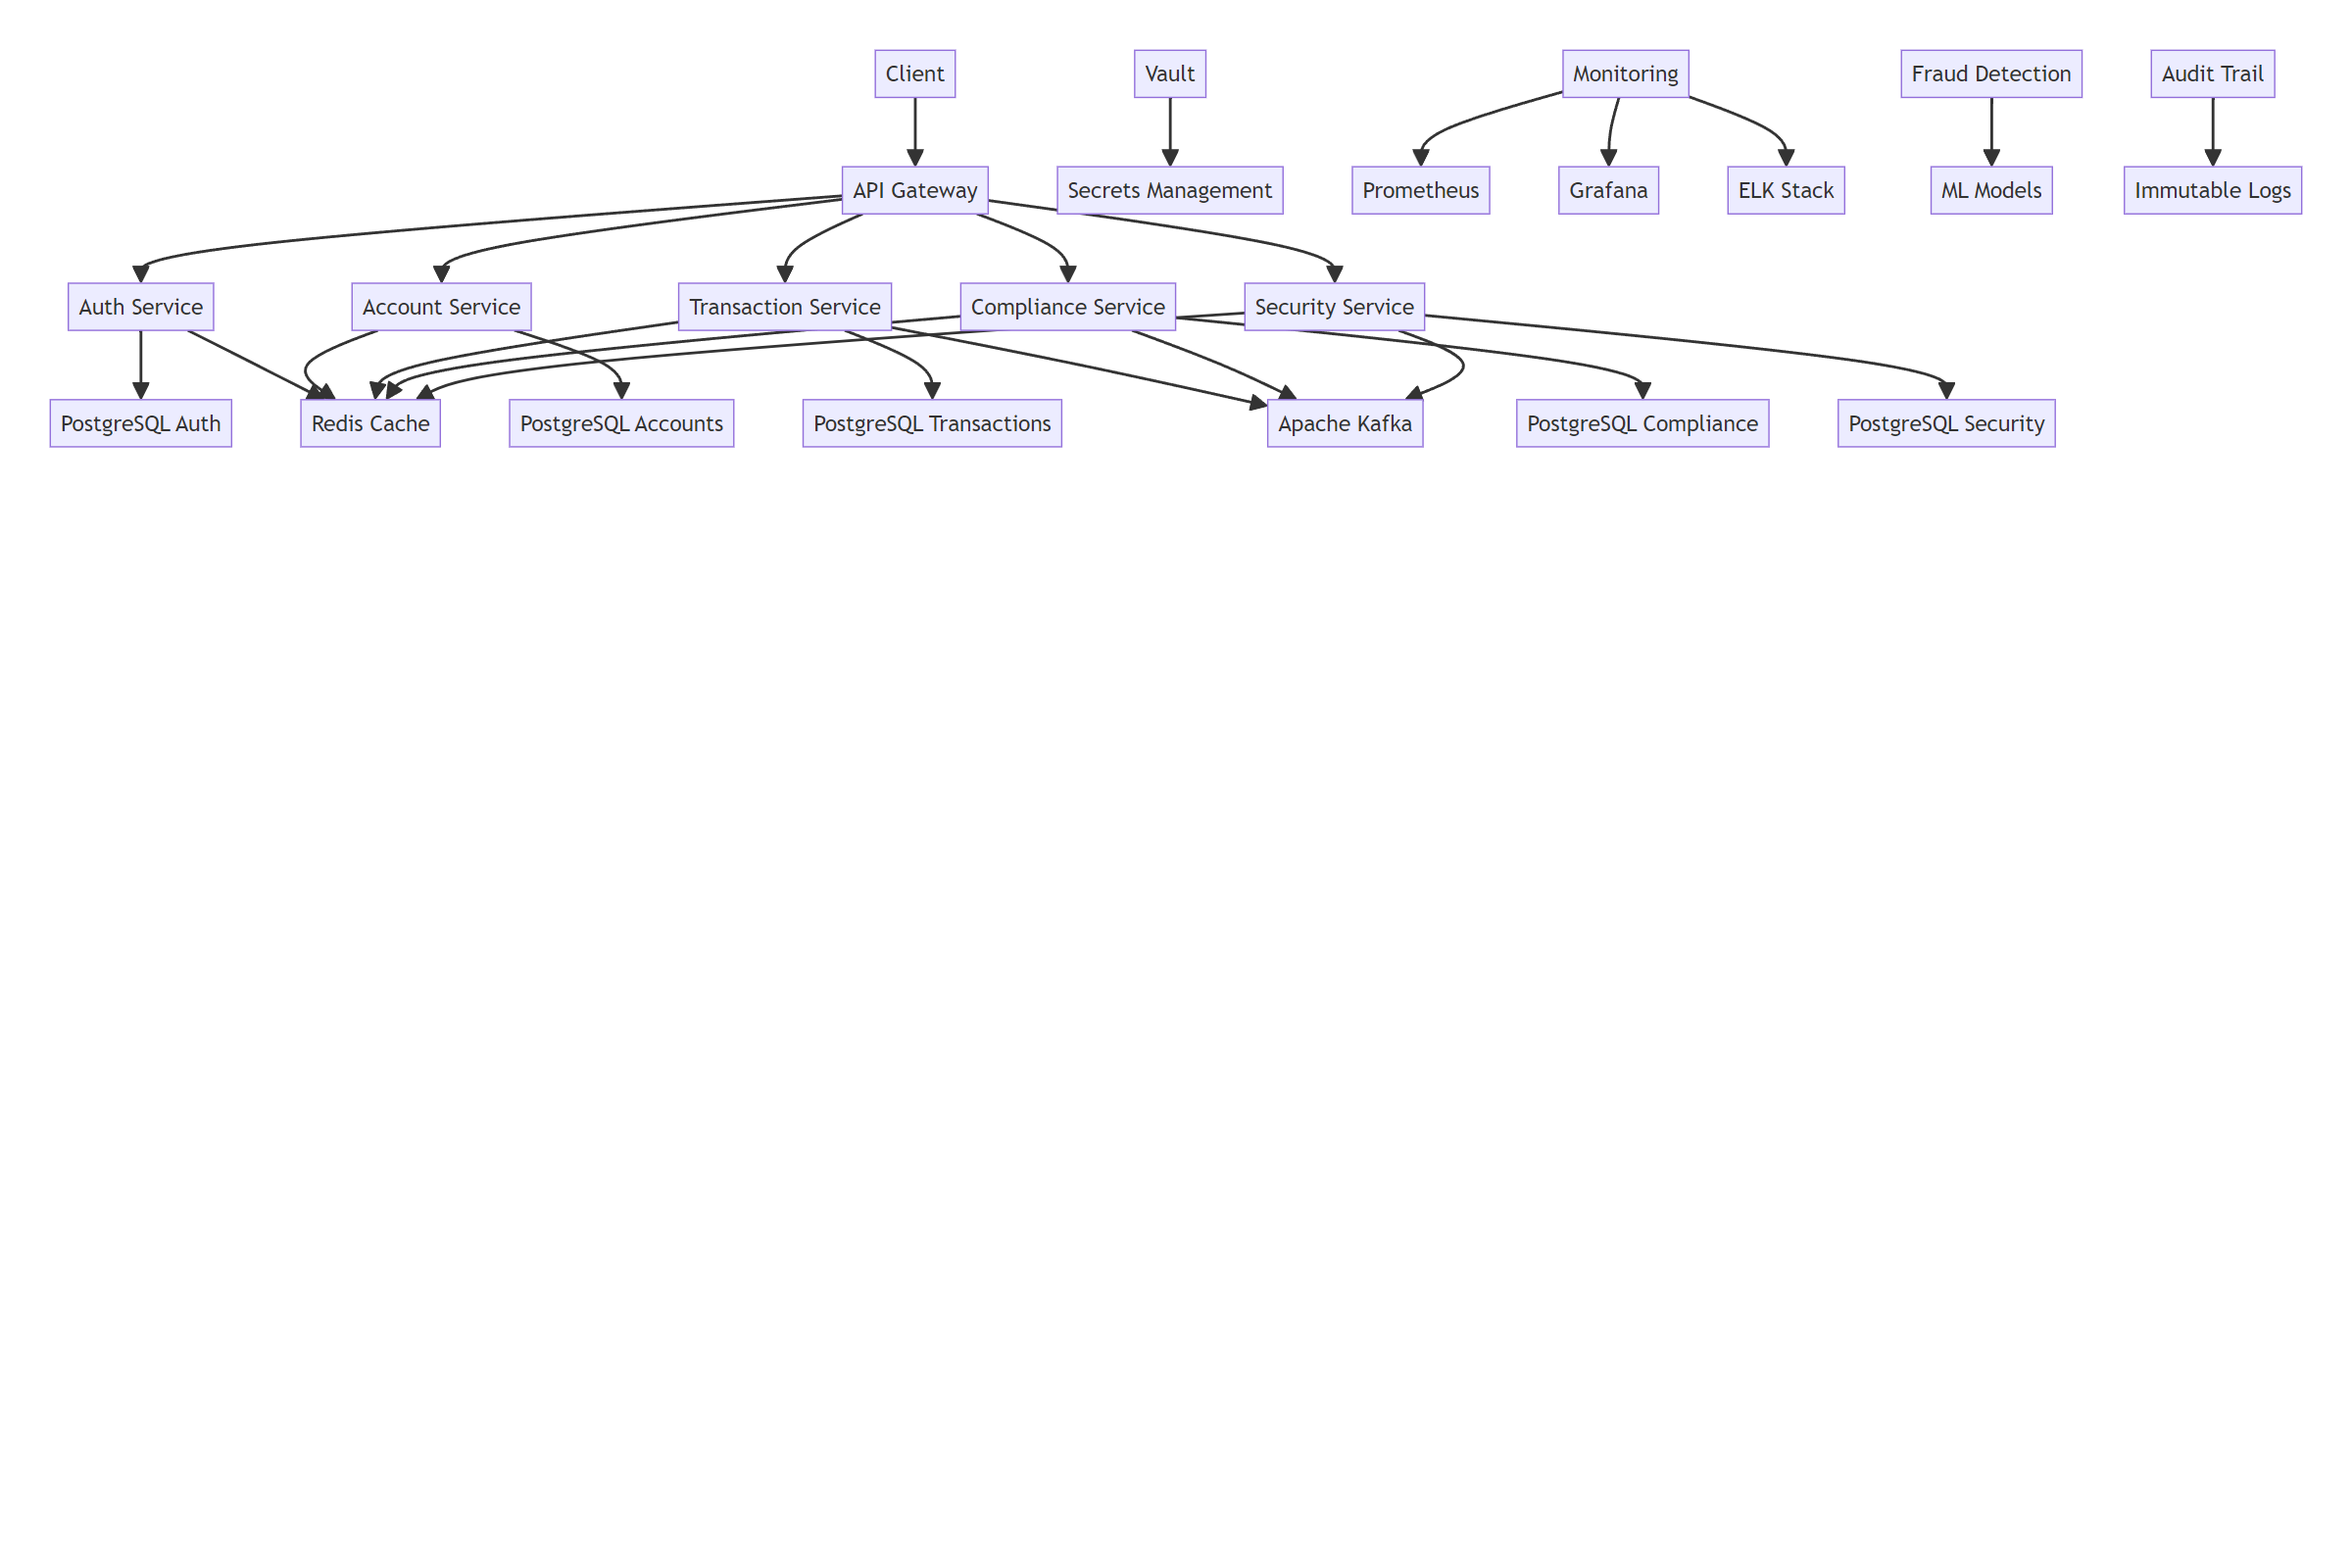 Client
Vault
Monitoring
Fraud Detection
Audit Trail
API Gateway
Secrets Management
Prometheus
Grafana
ELK Stack
ML Models
Immutable Logs
Auth Service
Account Service
Transaction Service
Compliance Service
Security Service
PostgreSQL Auth
Redis Cache
PostgreSQL Accounts
PostgreSQL Transactions
Apache Kafka
PostgreSQL Compliance
PostgreSQL Security